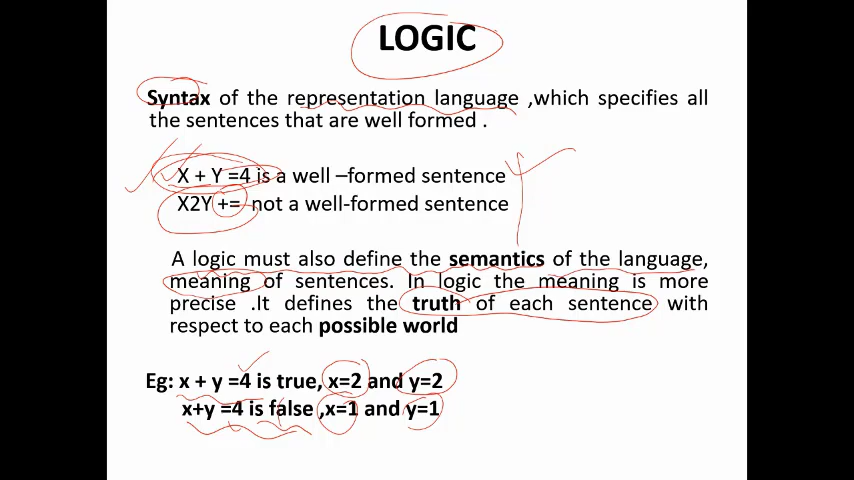 LOGIC
Syntax of the representation language ,which specifies all
the sentences that are well formed .
X + Y =4 is a well –formed sentence
X2Y += not a well-formed sentence
A logic must also define the semantics of the language,
meaning of sentences. In logic the meaning is more
precise .It defines the truth of each sentence with
respect to each possible world
Eg: x + y =4 is true, x=2 and y=2
x+y =4 is false ,x=1 and y=1